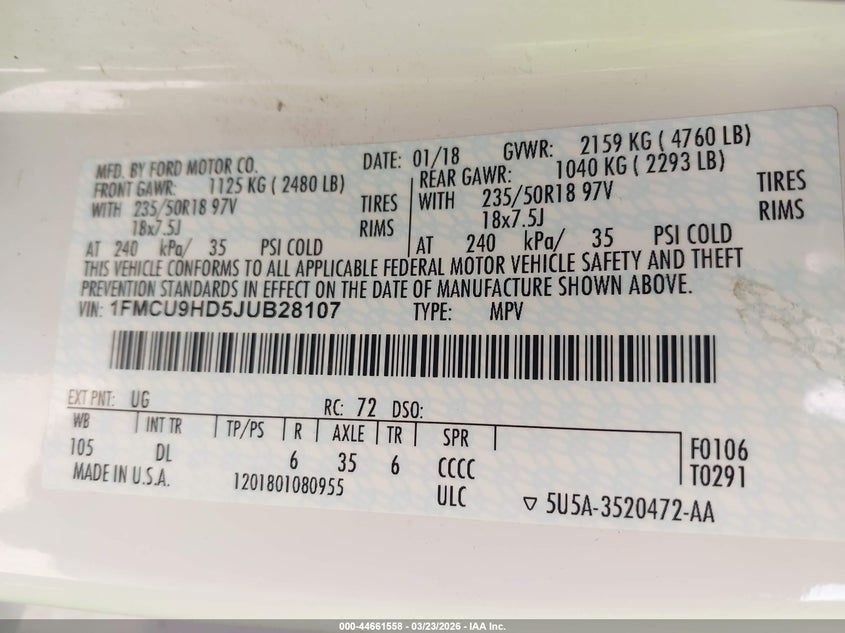 MFD. BY FORD MOTOR CO. DATE: 01/18 GVWR: 2159 KG ( 4760 LB)
FRONT GAWR: 1125 KG ( 2480 LB) REAR GAWR: 1040 KG ( 2293 LB)
WITH 235/50R18 97V TIRES WITH 235/50R18 97V TIRES
18x7.5J RIMS 18x7.5J RIMS
AT 240 kPa/ 35 PSI COLD AT 240 kPa/ 35 PSI COLD
THIS VEHICLE CONFORMS TO ALL APPLICABLE FEDERAL MOTOR VEHICLE SAFETY AND THEFT
PREVENTION STANDARDS IN EFFECT ON THE DATE OF MANUFACTURE SHOWN ABOVE.
VIN: 1FMCU9HD5JUB28107 TYPE: MPV
EXT PNT: UG RC: 72 DSO:
WB INT TR TP/PS R AXLE TR SPR F0106
105 DL 6 35 6 CCCC T0291
MADE IN U.S.A. 1201801080955 ULC ▽ 5U5A-3520472-AA
000-44661558 - 03/23/2026 - IAA Inc.